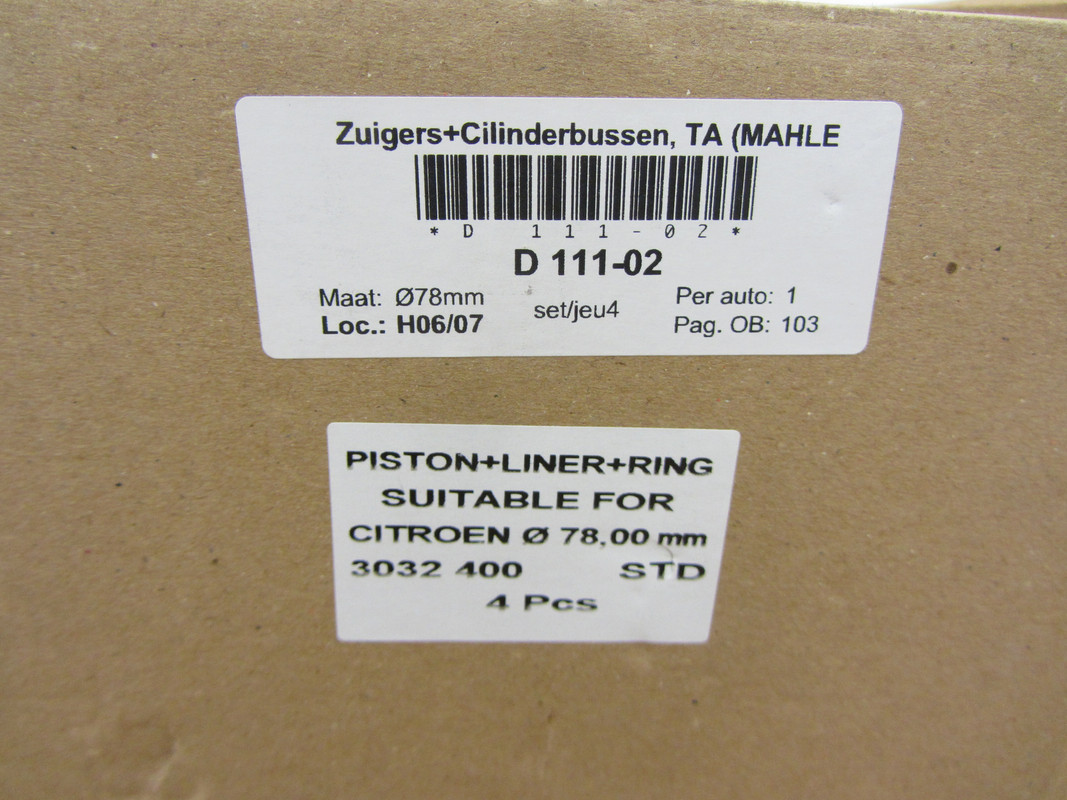 Zuigers+Cilinderbussen, TA (MAHLE
* D 111-02*
D 111-02
Maat: Ø78mm set/jeu4 Per auto: 1
Loc.: H06/07 Pag. OB: 103
PISTON+LINER+RING
SUITABLE FOR
CITROEN Ø 78,00 mm
3032 400 STD
4 Pcs